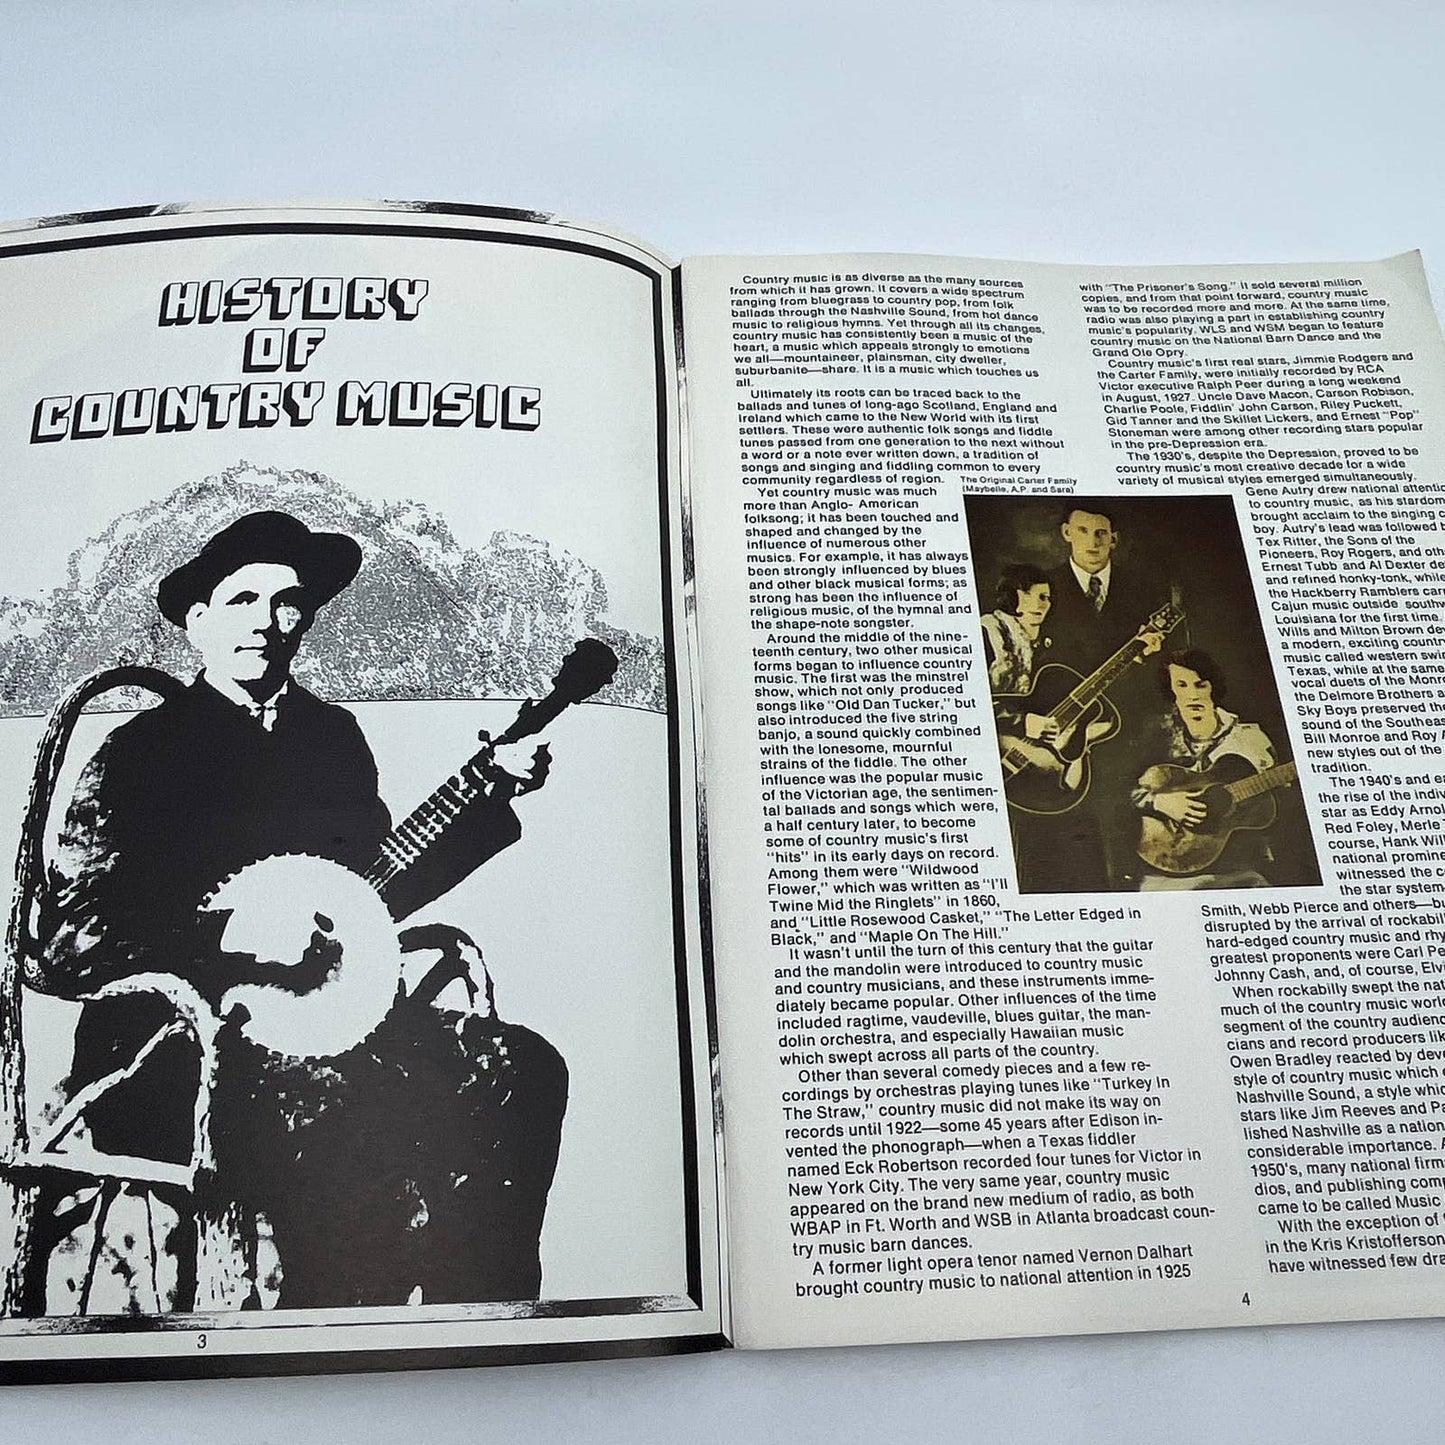 HISTORY
OF
COUNTRY MUSIC
3
Country music is as diverse as the many sources
from which it has grown. It covers a wide spectrum
ranging from bluegrass to country pop, from folk
ballads through the Nashville Sound, from hot dance
music to religious hymns. Yet through all its changes,
country music has consistently been a music of the
heart, a music which appeals strongly to emotions
we all—mountaineer, plainsman, city dweller,
suburbanite—share. It is a music which touches us
all.
Ultimately its roots can be traced back to the
ballads and tunes of long-ago Scotland, England and
Ireland which came to the New World with its first
settlers. These were authentic folk songs and fiddle
tunes passed from one generation to the next without
a word or a note ever written down, a tradition of
songs and singing and fiddling common to every
community regardless of region.
Yet country music was much
more than Anglo- American
folksong; it has been touched and
shaped and changed by the
influence of numerous other
musics. For example, it has always
been strongly influenced by blues
and other black musical forms; as
strong has been the influence of
religious music, of the hymnal and
the shape-note songster.
Around the middle of the nine-
teenth century, two other musical
forms began to influence country
music. The first was the minstrel
show, which not only produced
songs like "Old Dan Tucker," but
also introduced the five string
banjo, a sound quickly combined
with the lonesome, mournful
strains of the fiddle. The other
influence was the popular music
of the Victorian age, the sentimen-
tal ballads and songs which were,
a half century later, to become
some of country music's first
"hits" in its early days on record.
Among them were "Wildwood
Flower," which was written as "I'll
Twine Mid the Ringlets" in 1860,
and "Little Rosewood Casket," "The Letter Edged in
Black," and "Maple On The Hill."
It wasn't until the turn of this century that the guitar
and the mandolin were introduced to country music
and country musicians, and these instruments imme-
diately became popular. Other influences of the time
included ragtime, vaudeville, blues guitar, the man-
dolin orchestra, and especially Hawaiian music
which swept across all parts of the country.
Other than several comedy pieces and a few re-
cordings by orchestras playing tunes like "Turkey In
The Straw," country music did not make its way on
records until 1922—some 45 years after Edison in-
vented the phonograph—when a Texas fiddler
named Eck Robertson recorded four tunes for Victor in
New York City. The very same year, country music
appeared on the brand new medium of radio, as both
WBAP in Ft. Worth and WSB in Atlanta broadcast coun-
try music barn dances.
A former light opera tenor named Vernon Dalhart
brought country music to national attention in 1925
The Original Carter Family
(Maybelle, A.P. and Sara)
with "The Prisoner's Song." It sold several million
copies, and from that point forward, country music
was to be recorded more and more. At the same time,
radio was also playing a part in establishing country
music's popularity. WLS and WSM began to feature
country music on the National Barn Dance and the
Grand Ole Opry.
Country music's first real stars, Jimmie Rodgers and
the Carter Family, were initially recorded by RCA
Victor executive Ralph Peer during a long weekend
in August, 1927. Uncle Dave Macon, Carson Robison,
Charlie Poole, Fiddlin' John Carson, Riley Puckett,
Gid Tanner and the Skillet Lickers, and Ernest "Pop"
Stoneman were among other recording stars popular
in the pre-Depression era.
The 1930's, despite the Depression, proved to be
country music's most creative decade for a wide
variety of musical styles emerged simultaneously.
Gene Autry drew national
to country music, as his stardom
brought acclaim to the singing
boy. Autry's lead was followed
Tex Ritter, the Sons of the
Pioneers, Roy Rogers, and
Ernest Tubb and Al Dexter
and refined honky-tonk, while
the Hackberry Ramblers
Cajun music outside
Louisiana for the first time.
Wills and Milton Brown
a modern, exciting
music called western
Texas, while at the same
vocal duets of the
the Delmore Brothers
Sky Boys preserved the
sound of the
Bill Monroe and Roy
new styles out of the
tradition.
The 1940's and
the rise of the
star as Eddy
Red Foley, Merle
course, Hank
national
witnessed the
the star system
Smith, Webb Pierce and others—
disrupted by the arrival of
hard-edged country music and
greatest proponents were Carl
Johnny Cash, and, of course,
When rockabilly swept the
much of the country music
segment of the country
cians and record producers
Owen Bradley reacted by
style of country music which
Nashville Sound, a style
stars like Jim Reeves and
lished Nashville as a
considerable importance.
1950's, many national
dios, and publishing
came to be called Music
With the exception of
in the Kris Kristofferson
have witnessed few
4